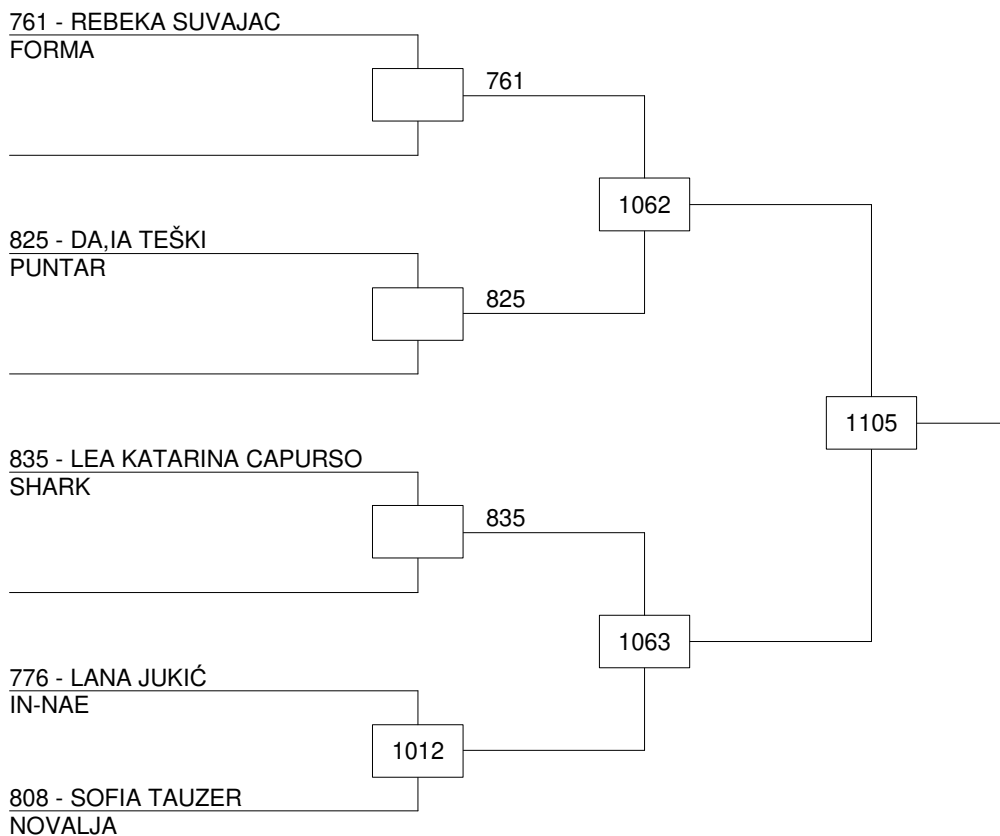 761 - REBEKA SUVAJAC
FORMA
761
1062
825 - DA,IA TEŠKI
PUNTAR
825
1105
835 - LEA KATARINA CAPURSO
SHARK
835
1063
776 - LANA JUKIĆ
IN-NAE
1012
808 - SOFIA TAUZER
NOVALJA